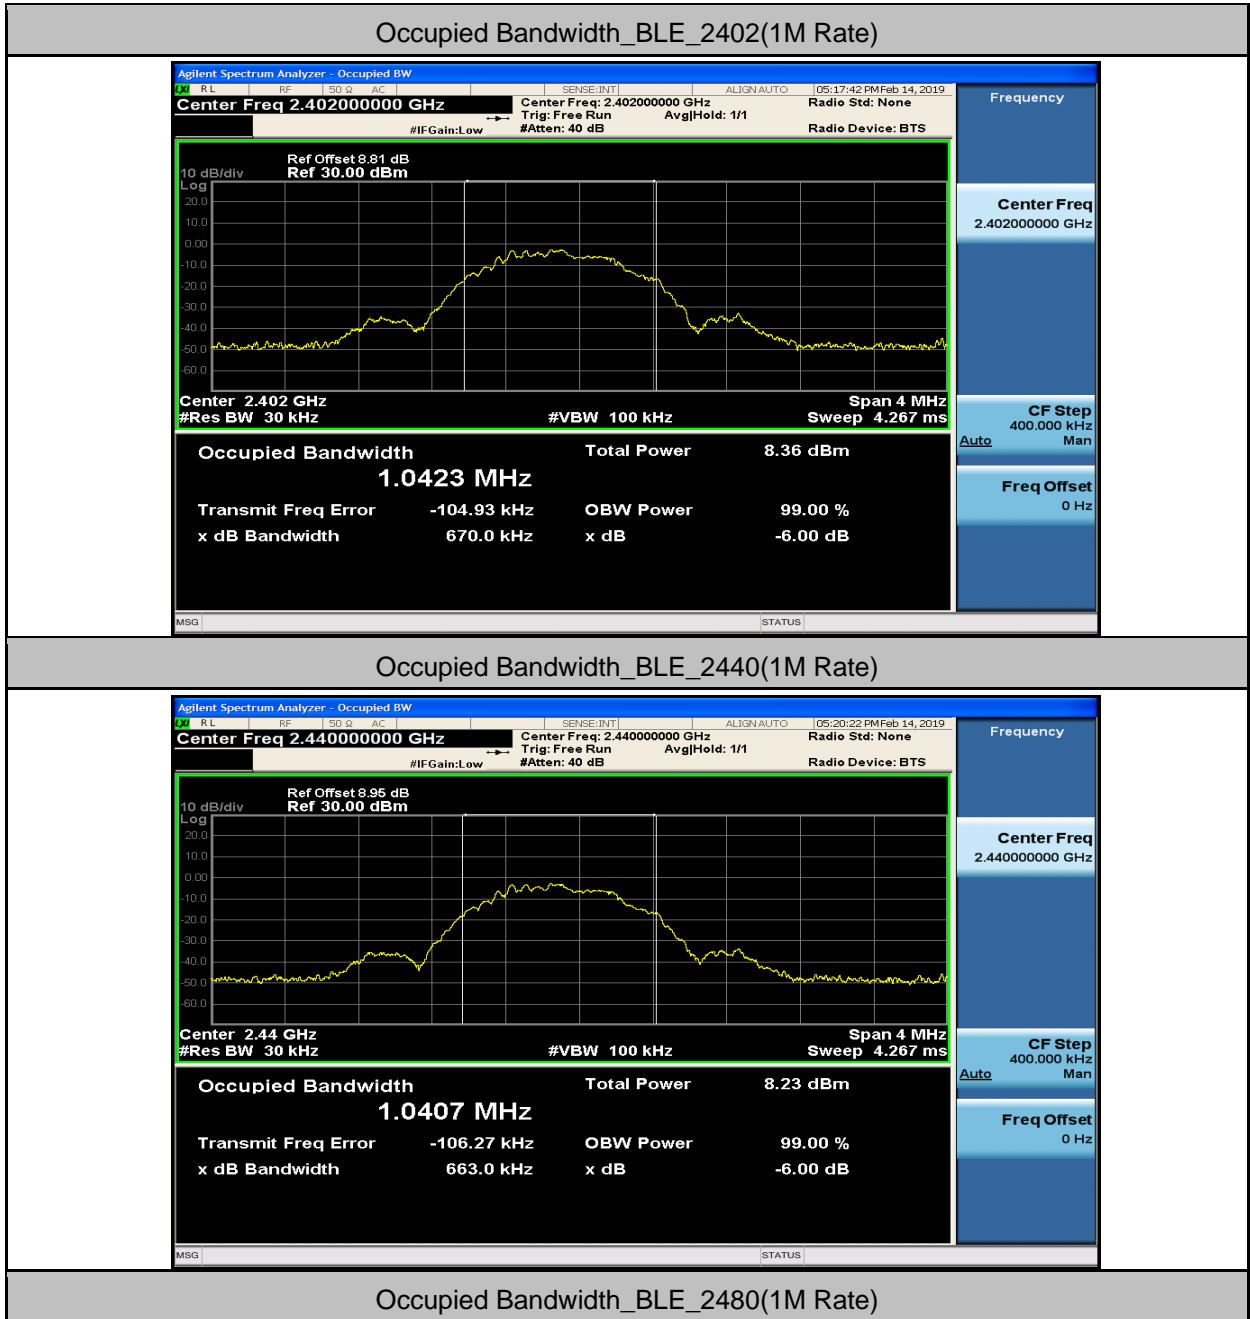 Occupied Bandwidth_BLE_2402(1M Rate)
Agilent Spectrum Analyzer - Occupied BW
LXI RL RF 50 Ω AC SENSE:INT ALIGN AUTO 05:17:42 PM Feb 14, 2019
Center Freq 2.402000000 GHz Center Freq: 2.402000000 GHz Radio Std: None Frequency
Trig: Free Run Avg|Hold: 1/1
#IFGain:Low #Atten: 40 dB Radio Device: BTS
Ref Offset 8.81 dB
10 dB/div Ref 30.00 dBm
Log
20.0
10.0
0.00
-10.0
-20.0
-30.0
-40.0
-50.0
-60.0
Center Freq
2.402000000 GHz
Center 2.402 GHz Span 4 MHz
#Res BW 30 kHz #VBW 100 kHz Sweep 4.267 ms
CF Step
400.000 kHz
Auto Man
Occupied Bandwidth Total Power 8.36 dBm
1.0423 MHz
Freq Offset
0 Hz
Transmit Freq Error -104.93 kHz OBW Power 99.00 %
x dB Bandwidth 670.0 kHz x dB -6.00 dB
MSG STATUS
Occupied Bandwidth_BLE_2440(1M Rate)
Agilent Spectrum Analyzer - Occupied BW
LXI RL RF 50 Ω AC SENSE:INT ALIGN AUTO 05:20:22 PM Feb 14, 2019
Center Freq 2.440000000 GHz Center Freq: 2.440000000 GHz Radio Std: None Frequency
Trig: Free Run Avg|Hold: 1/1
#IFGain:Low #Atten: 40 dB Radio Device: BTS
Ref Offset 8.95 dB
10 dB/div Ref 30.00 dBm
Log
20.0
10.0
0.00
-10.0
-20.0
-30.0
-40.0
-50.0
-60.0
Center Freq
2.440000000 GHz
Center 2.44 GHz Span 4 MHz
#Res BW 30 kHz #VBW 100 kHz Sweep 4.267 ms
CF Step
400.000 kHz
Auto Man
Occupied Bandwidth Total Power 8.23 dBm
1.0407 MHz
Freq Offset
0 Hz
Transmit Freq Error -106.27 kHz OBW Power 99.00 %
x dB Bandwidth 663.0 kHz x dB -6.00 dB
MSG STATUS
Occupied Bandwidth_BLE_2480(1M Rate)